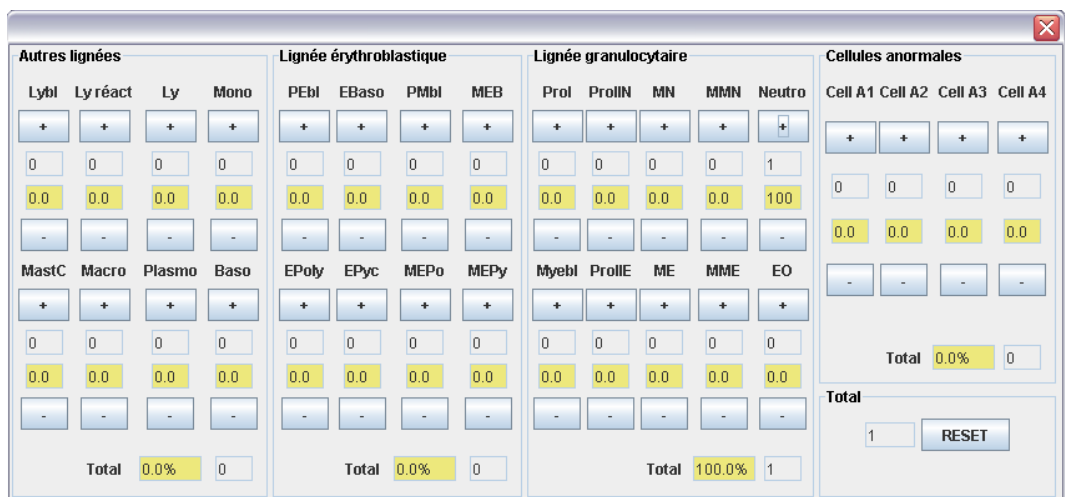 Autres lignées
Lybl Ly réact Ly Mono
+ + + +
0 0 0 0
0.0 0.0 0.0 0.0
- - - -
MastC Macro Plasmo Baso
+ + + +
0 0 0 0
0.0 0.0 0.0 0.0
- - - -
Total 0.0% 0
Lignée érythroblastique
PEbl EBaso PMbl MEB
+ + + +
0 0 0 0
0.0 0.0 0.0 0.0
- - - -
EPoly EPyc MEPo MEPy
+ + + +
0 0 0 0
0.0 0.0 0.0 0.0
- - - -
Total 0.0% 0
Lignée granulocytaire
ProI ProIIN MN MMN Neutro
+ + + + +
0 0 0 0 1
0.0 0.0 0.0 0.0 100
- - - - -
Myebl ProIIE ME MME EO
+ + + + +
0 0 0 0 0
0.0 0.0 0.0 0.0 0.0
- - - - -
Total 100.0% 1
Cellules anormales
Cell A1 Cell A2 Cell A3 Cell A4
+ + + +
0 0 0 0
0.0 0.0 0.0 0.0
- - - -
Total 0.0% 0
Total
1 RESET